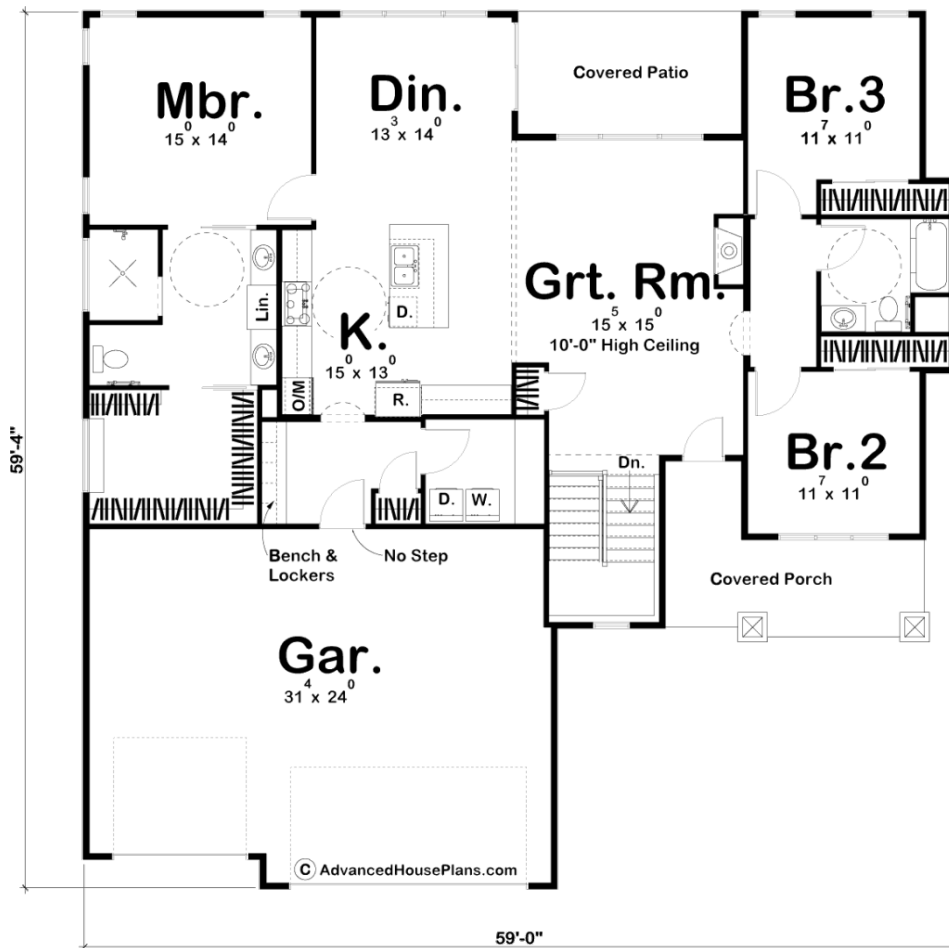 Mbr.
15⁰ x 14⁰
Din.
13³ x 14⁰
Covered Patio
Br.3
11⁷ x 11⁰
Grt. Rm.
15⁵ x 15⁰
10'-0" High Ceiling
Lin.
D.
K.
15⁰ x 13⁰
O/M
R.
Br.2
11⁷ x 11⁰
Dn.
D.
W.
59'-4"
Bench &
Lockers
No Step
Covered Porch
Gar.
31⁴ x 24⁰
© AdvancedHousePlans.com
59'-0"